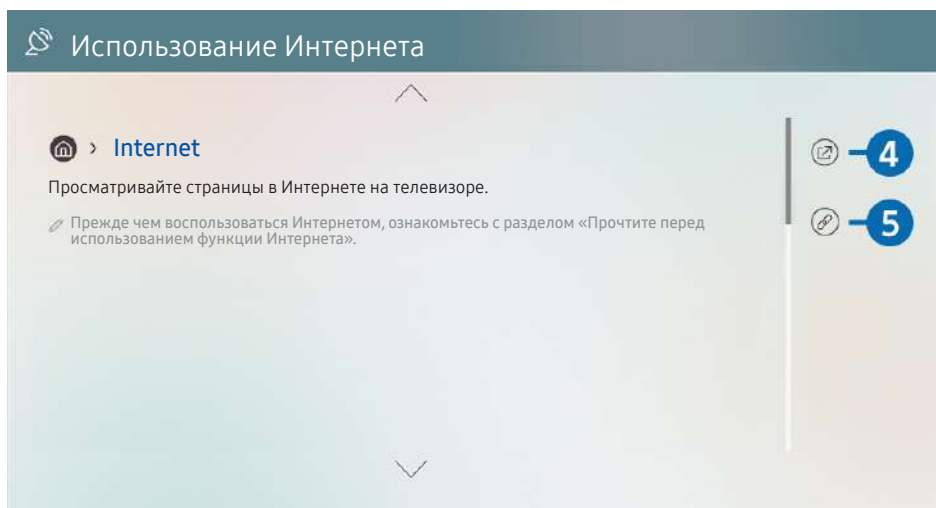 Использование Интернета
> Internet
Просматривайте страницы в Интернете на телевизоре.
Прежде чем воспользоваться Интернетом, ознакомьтесь с разделом «Прочтите перед
использованием функции Интернета».
4
5